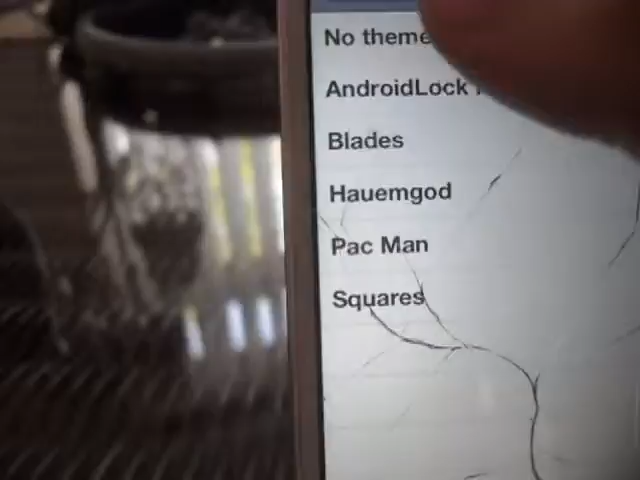 No theme
AndroidLock
Blades
Hauemgod
Pac Man
Squares